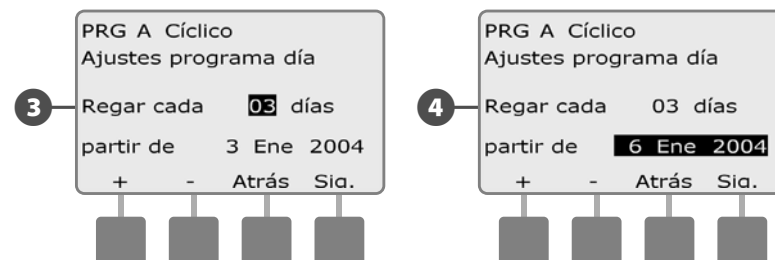 PRG A Cíclico
Ajustes programa día
3
Regar cada 03 días
partir de 3 Ene 2004
+ - Atrás Sig.
PRG A Cíclico
Ajustes programa día
4
Regar cada 03 días
partir de 6 Ene 2004
+ - Atrás Sig.